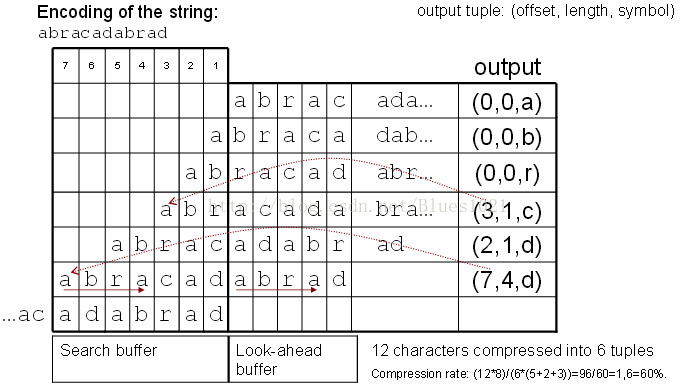 Encoding of the string:
output tuple: (offset, length, symbol)
abracadabrad
7 6 5 4 3 2 1
output
a b r a c ada... (0,0,a)
a b r a c a dab... (0,0,b)
a b r a c a d abr... (0,0,r)
a b r a c a d a bra... (3,1,c)
a b r a c a d a b r ad (2,1,d)
a b r a c a d a b r a d (7,4,d)
...ac a d a b r a d
Search buffer
Look-ahead buffer
12 characters compressed into 6 tuples
Compression rate: (12*8)/(6*(5+2+3))=96/60=1,6=60%.